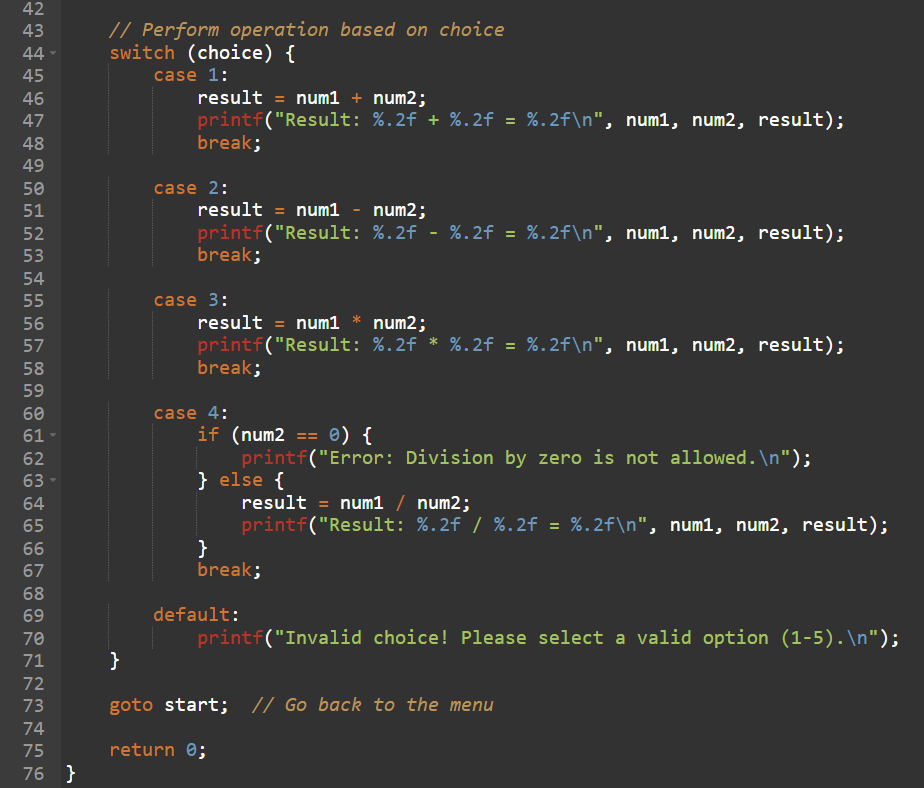 42
43     // Perform operation based on choice
44     switch (choice) {
45         case 1:
46             result = num1 + num2;
47             printf("Result: %.2f + %.2f = %.2f\n", num1, num2, result);
48             break;
49
50         case 2:
51             result = num1 - num2;
52             printf("Result: %.2f - %.2f = %.2f\n", num1, num2, result);
53             break;
54
55         case 3:
56             result = num1 * num2;
57             printf("Result: %.2f * %.2f = %.2f\n", num1, num2, result);
58             break;
59
60         case 4:
61             if (num2 == 0) {
62                 printf("Error: Division by zero is not allowed.\n");
63             } else {
64                 result = num1 / num2;
65                 printf("Result: %.2f / %.2f = %.2f\n", num1, num2, result);
66             }
67             break;
68
69         default:
70             printf("Invalid choice! Please select a valid option (1-5).\n");
71     }
72
73     goto start;  // Go back to the menu
74
75     return 0;
76 }